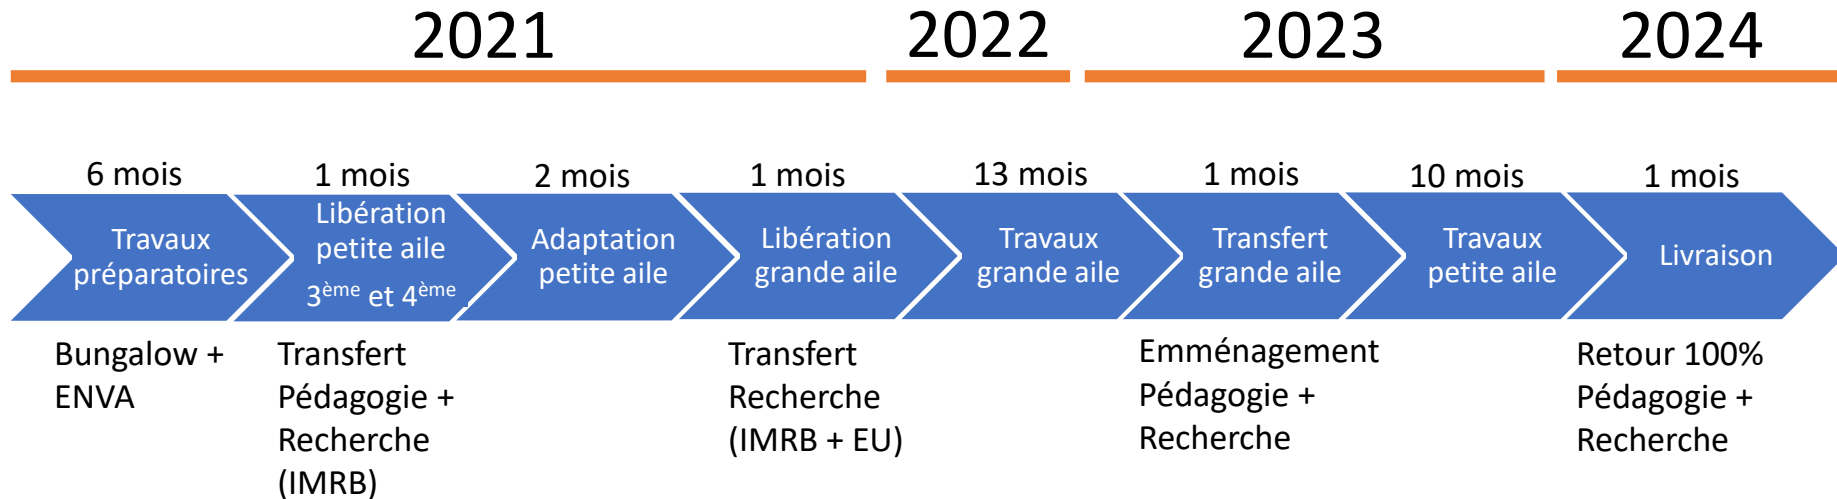 2021
2022
2023
2024
6 mois
1 mois
2 mois
1 mois
13 mois
1 mois
10 mois
1 mois
Travaux
préparatoires
Libération
petite aile
3ème et 4ème
Adaptation
petite aile
Libération
grande aile
Travaux
grande aile
Transfert
grande aile
Travaux
petite aile
Livraison
Bungalow +
ENVA
Transfert
Pédagogie +
Recherche
(IMRB)
Transfert
Recherche
(IMRB + EU)
Emménagement
Pédagogie +
Recherche
Retour 100%
Pédagogie +
Recherche